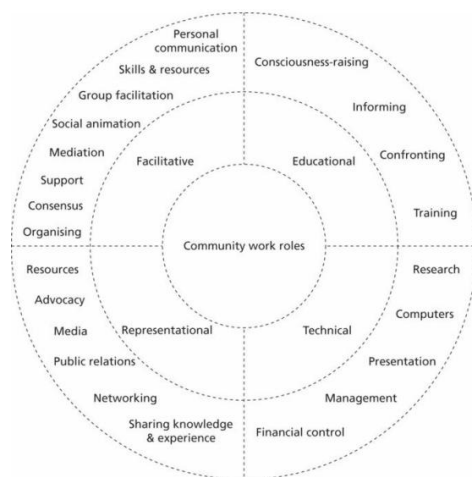 Personal
communication
Skills & resources
Group facilitation
Social animation
Mediation
Support
Consensus
Organising
Consciousness-raising
Informing
Confronting
Training
Facilitative
Educational
Community work roles
Representational
Technical
Resources
Advocacy
Media
Public relations
Networking
Sharing knowledge
& experience
Research
Computers
Presentation
Management
Financial control